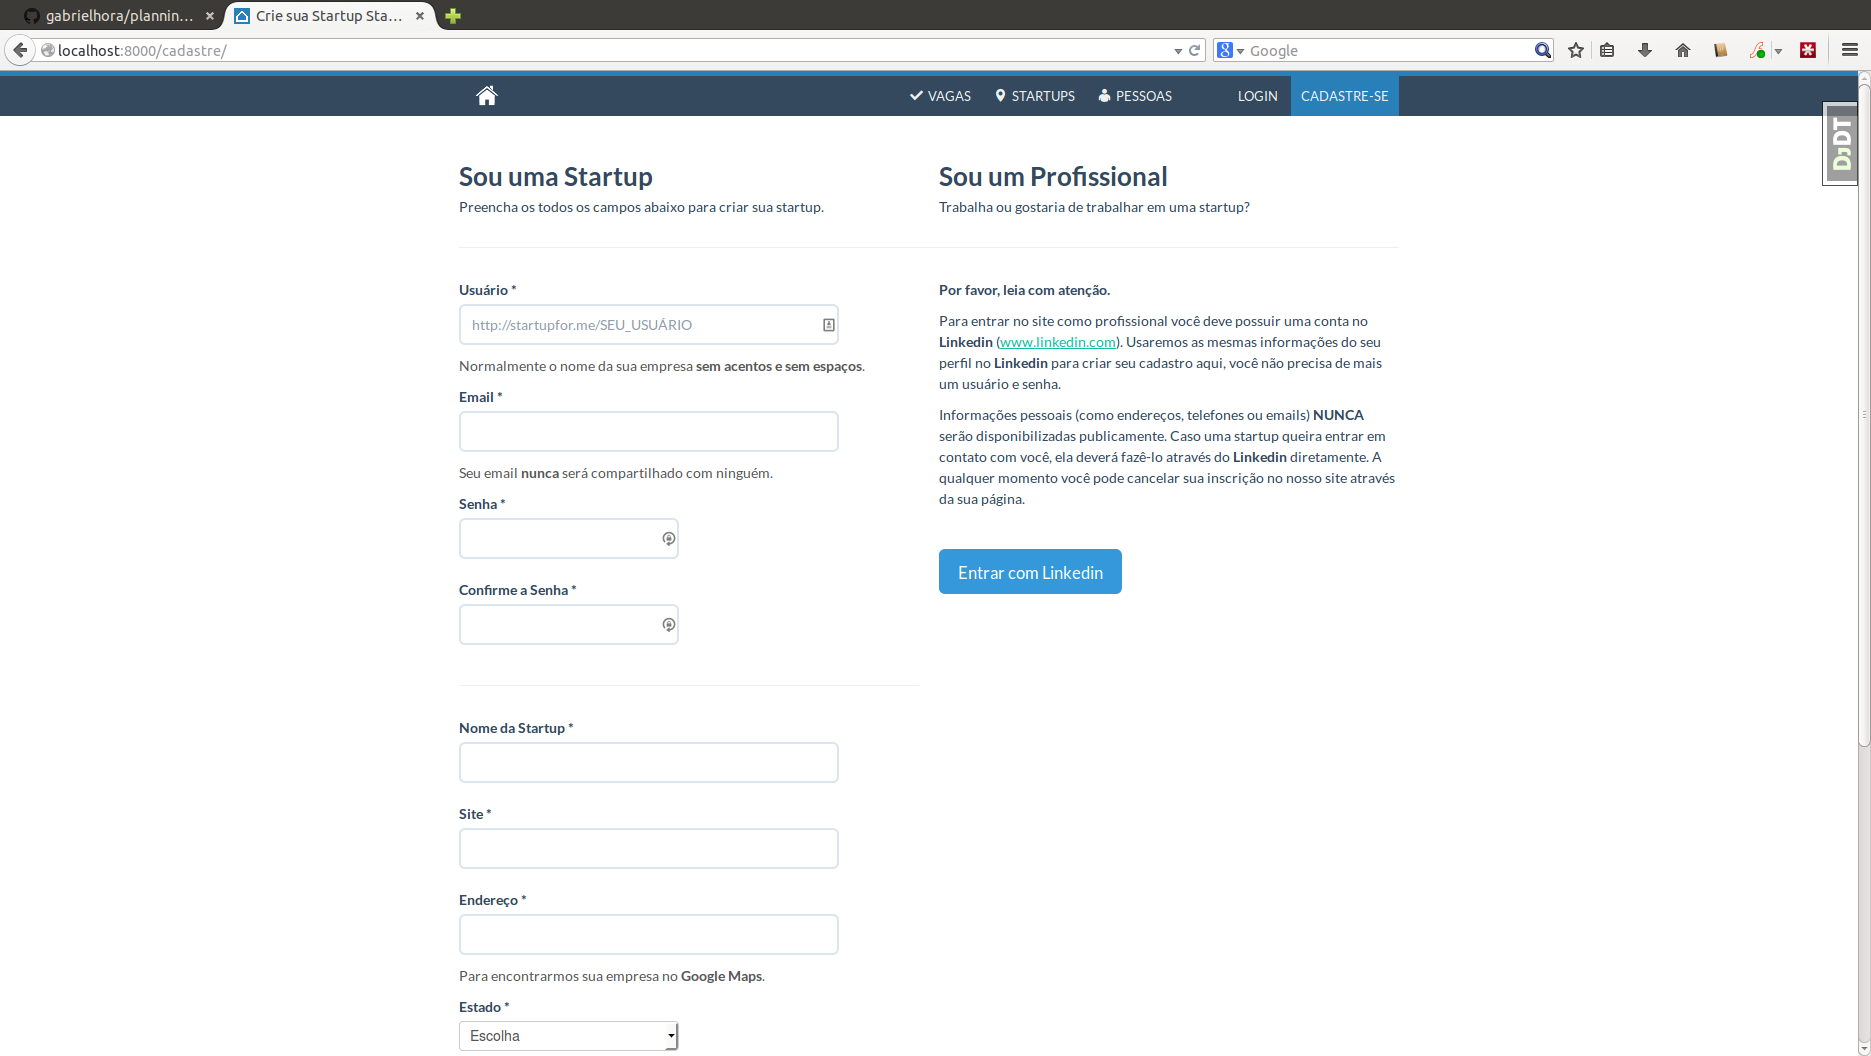 gabrielhora/plannin...
Crie sua Startup Sta...
localhost:8000/cadastre/
Google
VAGAS
STARTUPS
PESSOAS
LOGIN
CADASTRE-SE
DjDT
Sou uma Startup
Preencha os todos os campos abaixo para criar sua startup.
Sou um Profissional
Trabalha ou gostaria de trabalhar em uma startup?
Usuário *
http://startupfor.me/SEU_USUÁRIO
Normalmente o nome da sua empresa sem acentos e sem espaços.
Email *
Seu email nunca será compartilhado com ninguém.
Senha *
Confirme a Senha *
Nome da Startup *
Site *
Endereço *
Para encontrarmos sua empresa no Google Maps.
Estado *
Escolha
Por favor, leia com atenção.
Para entrar no site como profissional você deve possuir uma conta no
Linkedin (www.linkedin.com). Usaremos as mesmas informações do seu
perfil no Linkedin para criar seu cadastro aqui, você não precisa de mais
um usuário e senha.
Informações pessoais (como endereços, telefones ou emails) NUNCA
serão disponibilizadas publicamente. Caso uma startup queira entrar em
contato com você, ela deverá fazê-lo através do Linkedin diretamente. A
qualquer momento você pode cancelar sua inscrição no nosso site através
da sua página.
Entrar com Linkedin